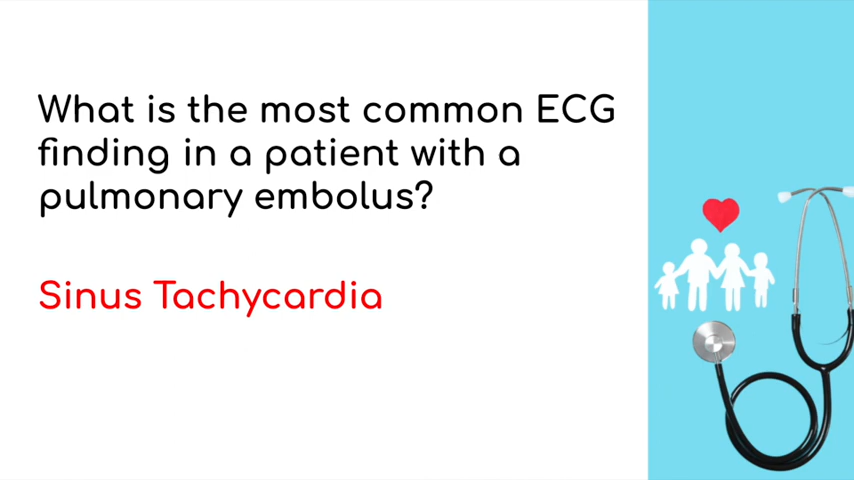 What is the most common ECG
finding in a patient with a
pulmonary embolus?
Sinus Tachycardia